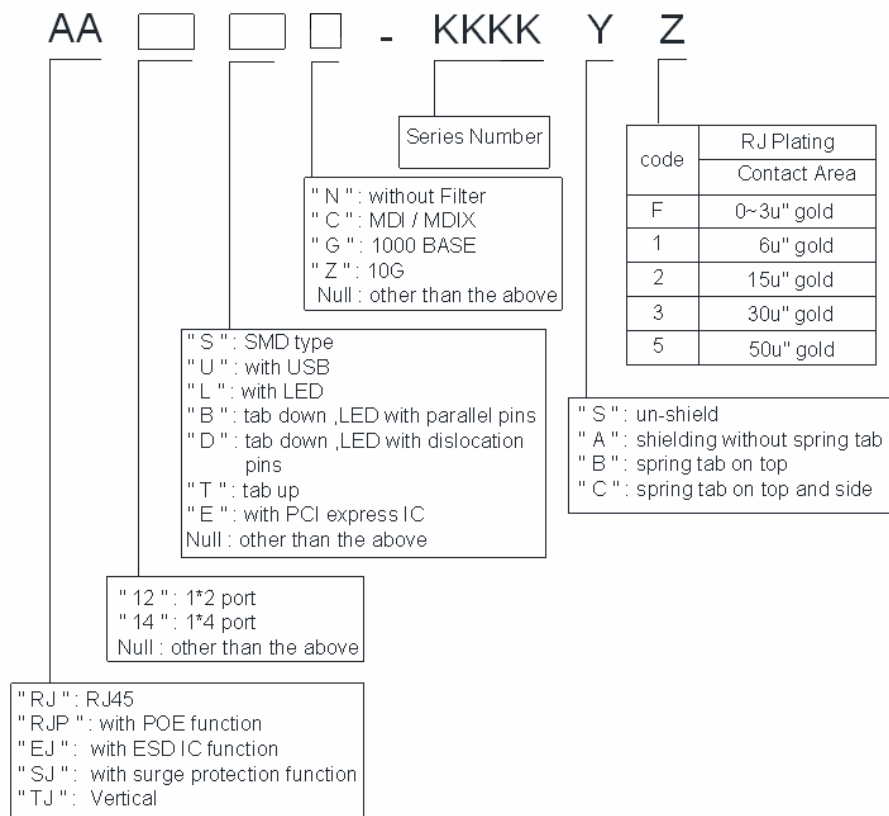 AA - KKKK Y Z
Series Number
code RJ Plating
Contact Area
F 0~3u" gold
1 6u" gold
2 15u" gold
3 30u" gold
5 50u" gold
" N " : without Filter
" C " : MDI / MDIX
" G " : 1000 BASE
" Z " : 10G
Null : other than the above
" S " : SMD type
" U " : with USB
" L " : with LED
" B " : tab down ,LED with parallel pins
" D " : tab down ,LED with dislocation
pins
" T " : tab up
" E " : with PCI express IC
Null : other than the above
" S " : un-shield
" A " : shielding without spring tab
" B " : spring tab on top
" C " : spring tab on top and side
" 12 " : 1*2 port
" 14 " : 1*4 port
Null : other than the above
" RJ " : RJ45
" RJP " : with POE function
" EJ " : with ESD IC function
" SJ " : with surge protection function
" TJ " : Vertical